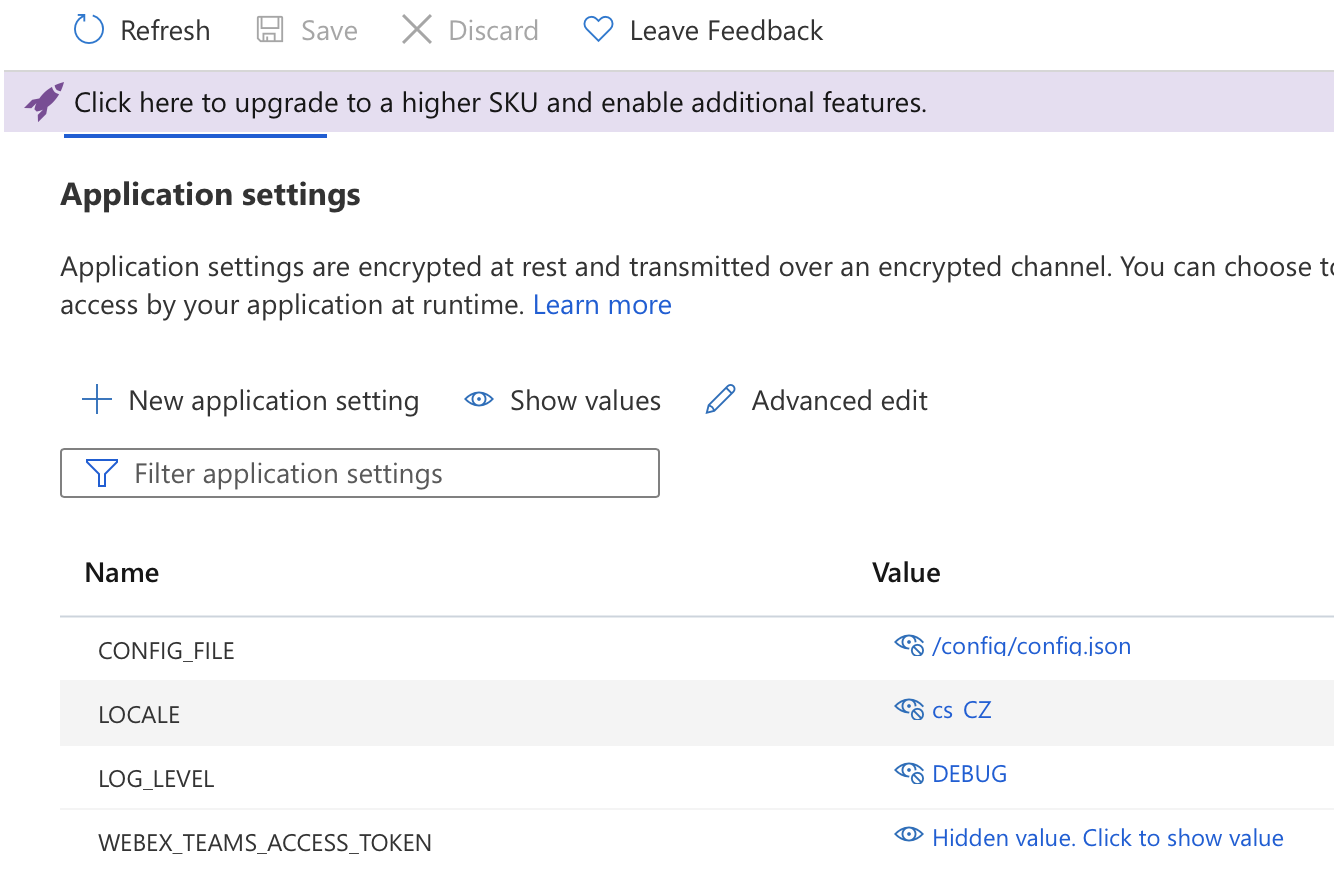 Refresh Save Discard Leave Feedback
Click here to upgrade to a higher SKU and enable additional features.
Application settings
Application settings are encrypted at rest and transmitted over an encrypted channel. You can choose to
access by your application at runtime. Learn more
New application setting Show values Advanced edit
Filter application settings
Name Value
CONFIG_FILE /config/config.json
LOCALE cs_CZ
LOG_LEVEL DEBUG
WEBEX_TEAMS_ACCESS_TOKEN Hidden value. Click to show value